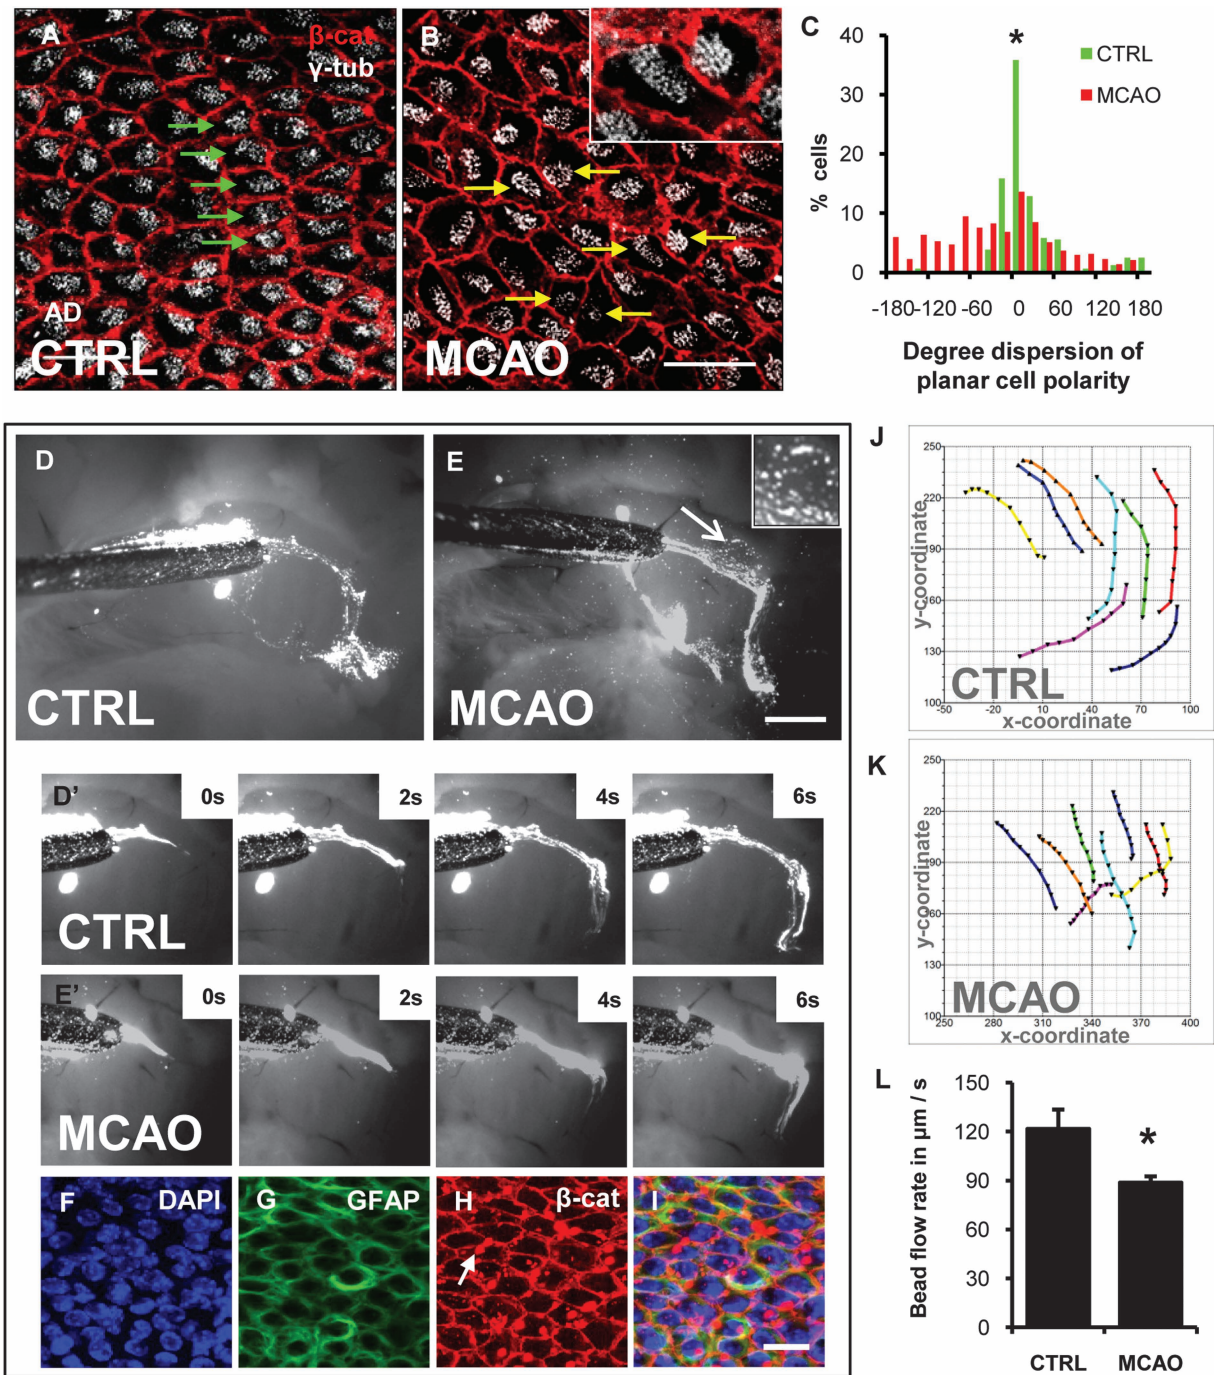 A
β-cat
γ-tub
AD
CTRL
B
MCAO
C
*
CTRL
MCAO
% cells
40
30
20
10
0
-180 -120 -60 0 60 120 180
Degree dispersion of
planar cell polarity
D
CTRL
E
MCAO
D'
0s
2s
4s
6s
CTRL
E'
0s
2s
4s
6s
MCAO
F
DAPI
G
GFAP
H
β-cat
I
J
y-coordinate
250
220
190
160
130
100
CTRL
-50 -20 10 40 70 100
x-coordinate
K
y-coordinate
250
220
190
360
130
100
MCAO
250 280 310 340 370 400
x-coordinate
L
Bead flow rate in µm / s
150
120
90
60
30
0
*
CTRL MCAO